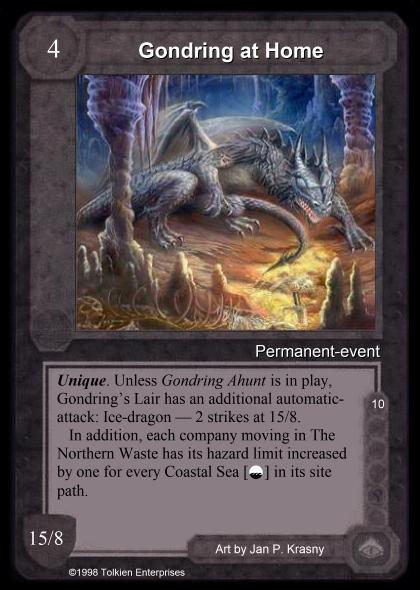 4
Gondring at Home
Permanent-event
Unique. Unless Gondring Ahunt is in play,
Gondring's Lair has an additional automatic-
attack: Ice-dragon — 2 strikes at 15/8.
In addition, each company moving in The
Northern Waste has its hazard limit increased
by one for every Coastal Sea [ ] in its site
path.
10
15/8
Art by Jan P. Krasny
©1998 Tolkien Enterprises